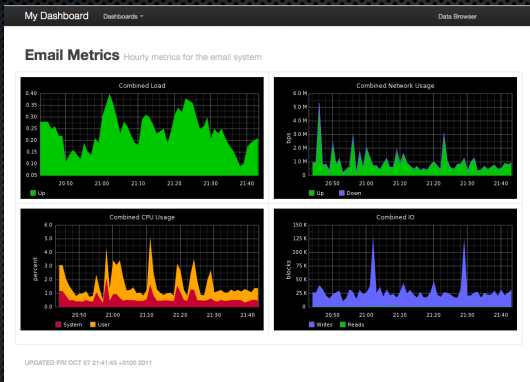 My Dashboard Dashboards Data Browser
Email Metrics Hourly metrics for the email system
Combined Load
0.40
0.35
0.30
0.25
0.20
0.15
0.10
0.05
20:50 21:00 21:10 21:20 21:30 21:40
Up
Combined Network Usage
bps
6.0 M
5.0 M
4.0 M
3.0 M
2.0 M
1.0 M
0.0
20:50 21:00 21:10 21:20 21:30 21:40
Up Down
Combined CPU Usage
percent
6.0
5.0
4.0
3.0
2.0
1.0
0.0
20:50 21:00 21:10 21:20 21:30 21:40
System User
Combined IO
blocks
150 K
125 K
100 K
75 K
50 K
25 K
0
20:50 21:00 21:10 21:20 21:30 21:40
Writes Reads
UPDATED FRI OCT 07 21:41:43 +0100 2011